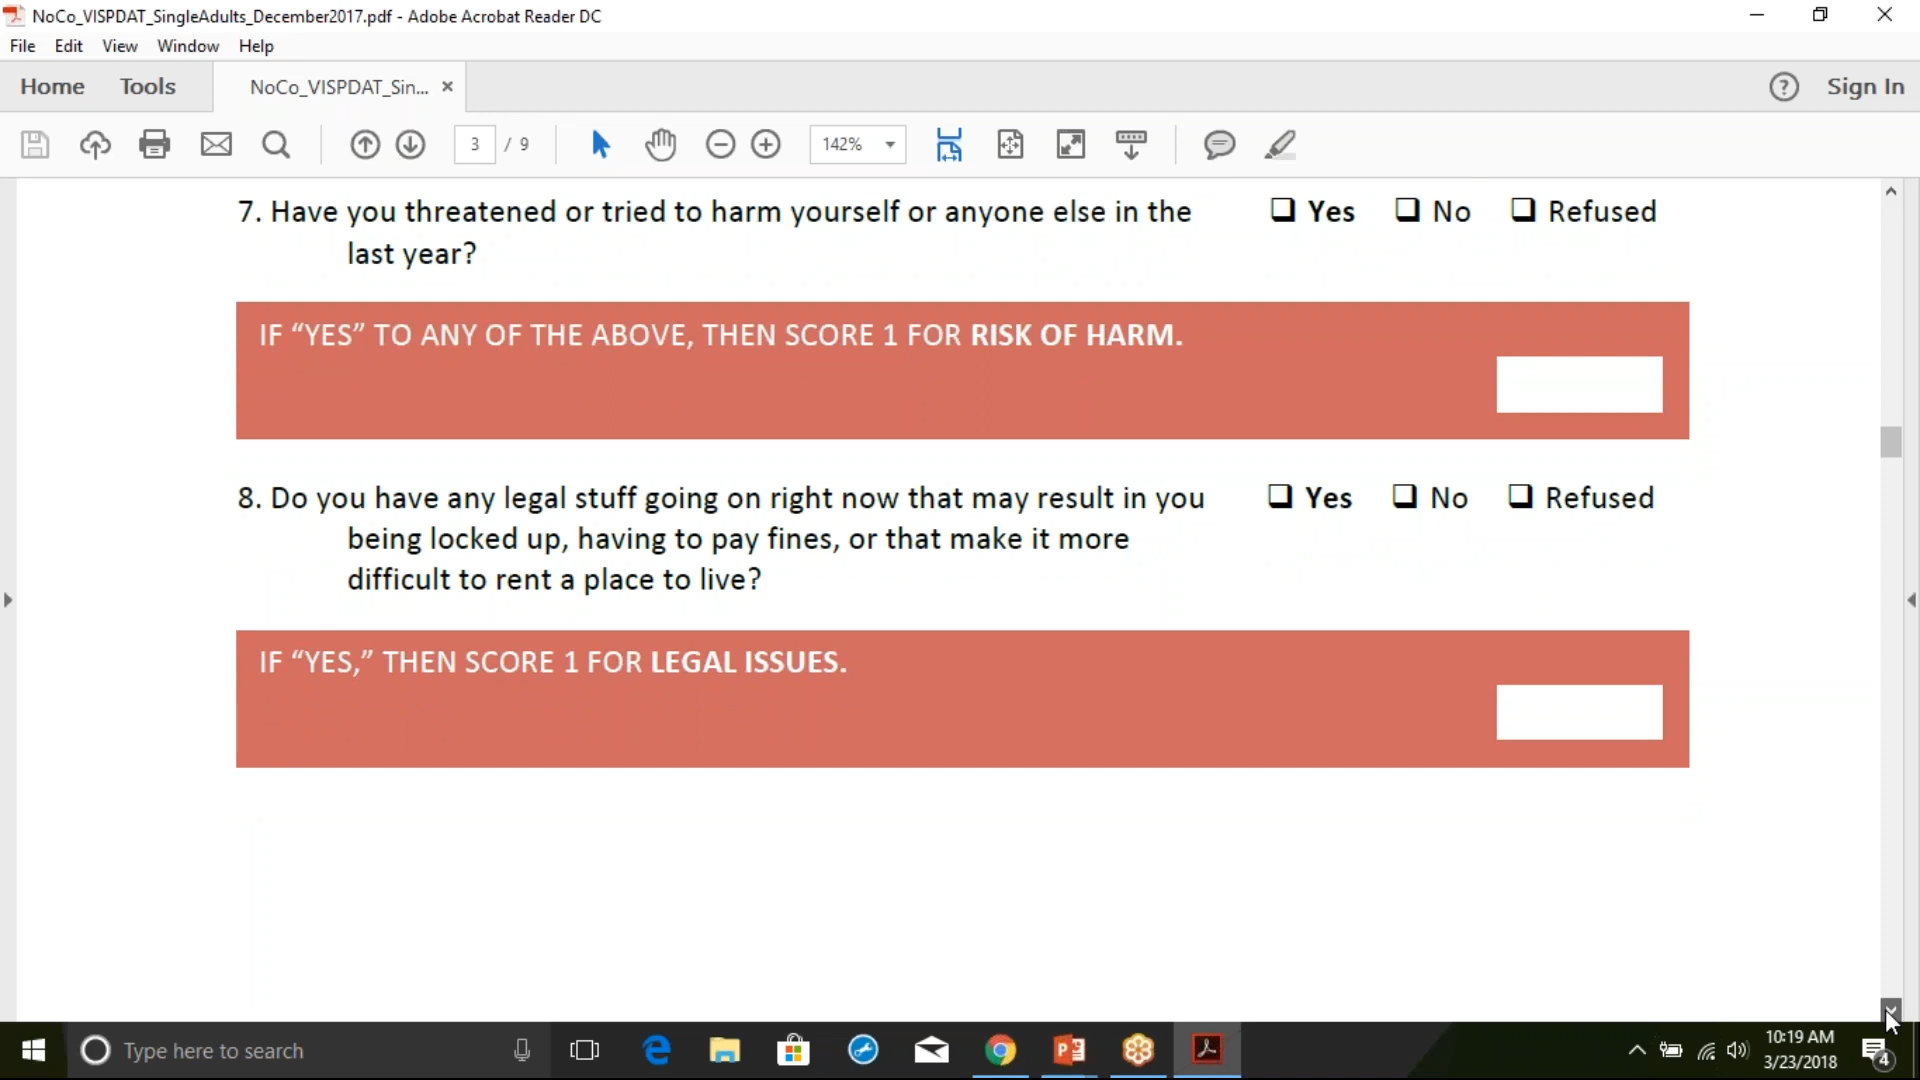 NoCo_VISPDAT_SingleAdults_December2017.pdf - Adobe Acrobat Reader DC
File Edit View Window Help
Home Tools NoCo_VISPDAT_Sin... × ? Sign In
3 / 9 142%
7. Have you threatened or tried to harm yourself or anyone else in the ❑ Yes ❑ No ❑ Refused
last year?
IF “YES” TO ANY OF THE ABOVE, THEN SCORE 1 FOR RISK OF HARM.
8. Do you have any legal stuff going on right now that may result in you ❑ Yes ❑ No ❑ Refused
being locked up, having to pay fines, or that make it more
difficult to rent a place to live?
IF “YES,” THEN SCORE 1 FOR LEGAL ISSUES.
Type here to search
10:19 AM
3/23/2018
4